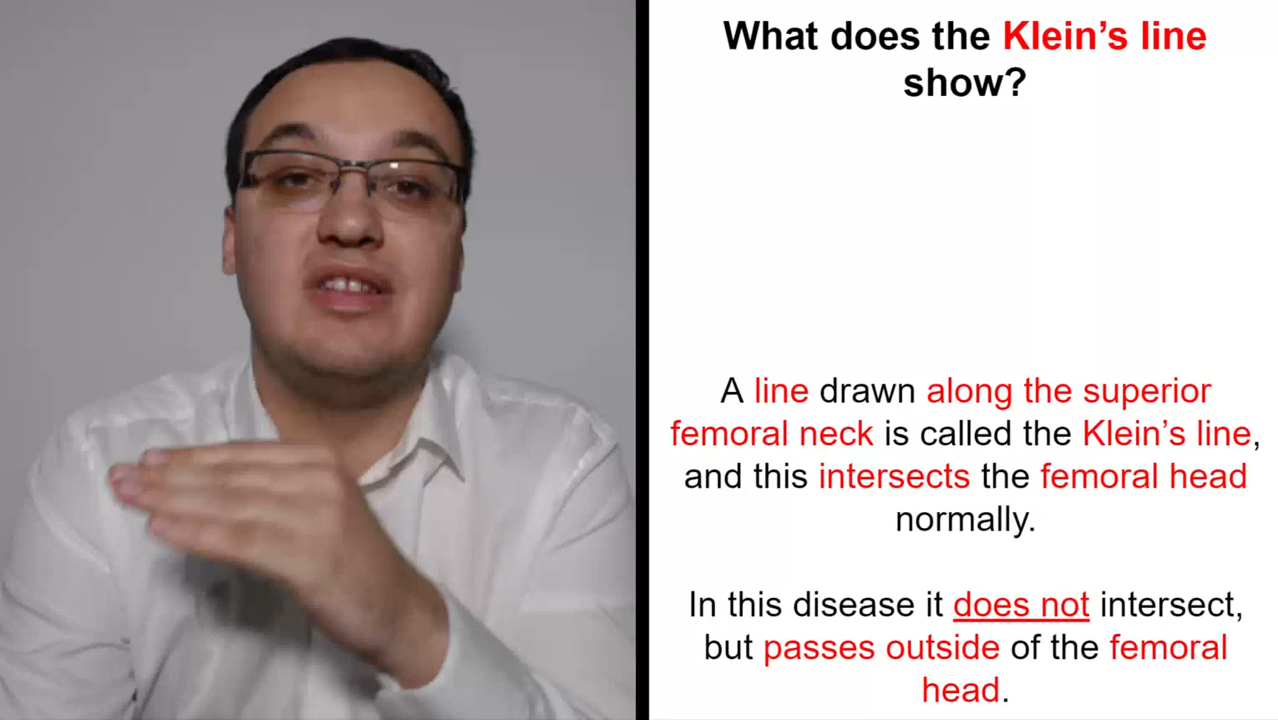 What does the Klein’s line
show?
A line drawn along the superior
femoral neck is called the Klein’s line,
and this intersects the femoral head
normally.
In this disease it does not intersect,
but passes outside of the femoral
head.